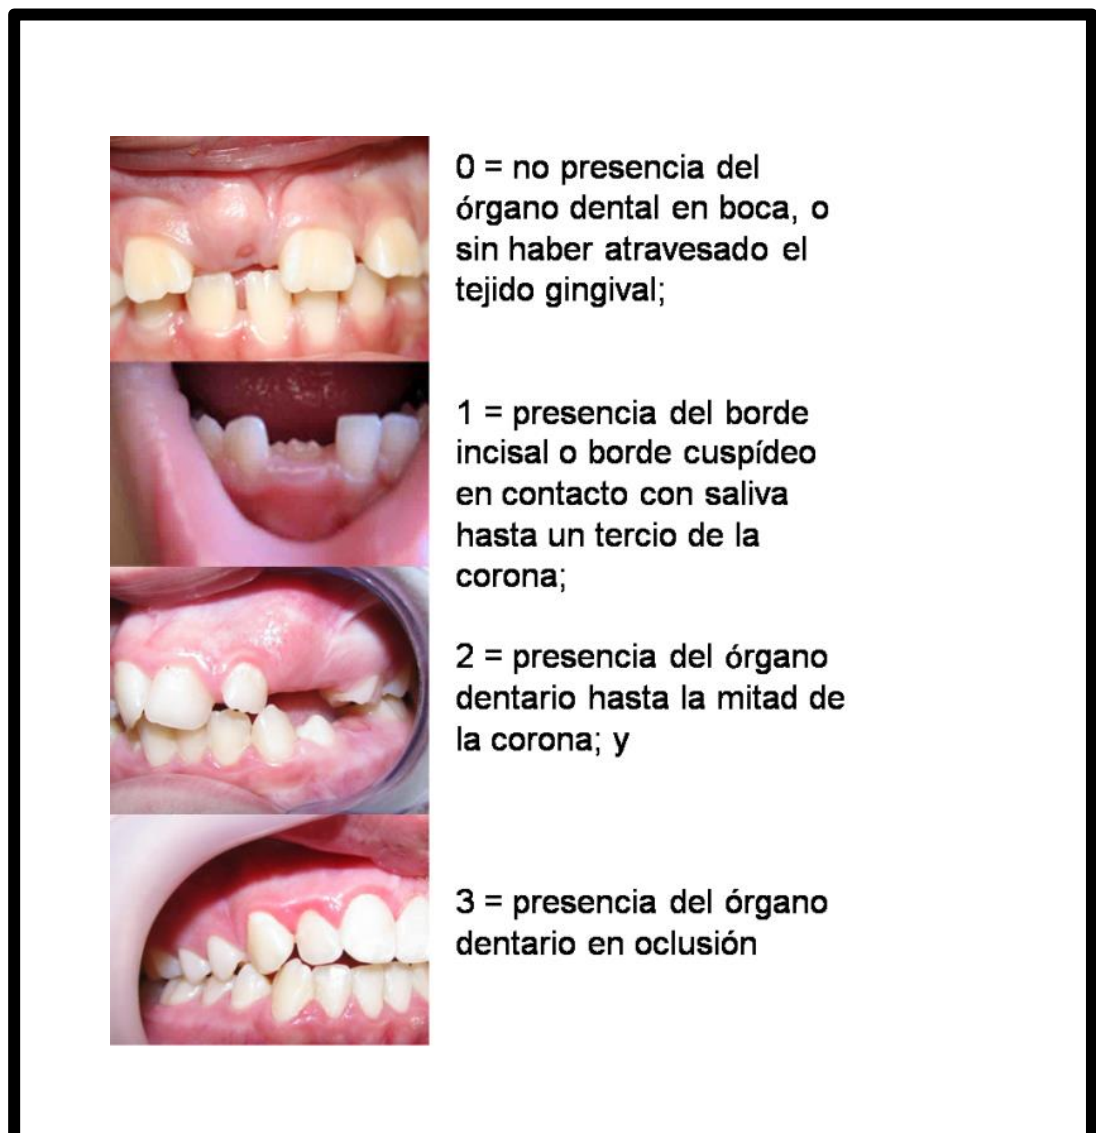 0 = no presencia del
órgano dental en boca, o
sin haber atravesado el
tejido gingival;
1 = presencia del borde
incisal o borde cuspídeo
en contacto con saliva
hasta un tercio de la
corona;
2 = presencia del órgano
dentario hasta la mitad de
la corona; y
3 = presencia del órgano
dentario en oclusión